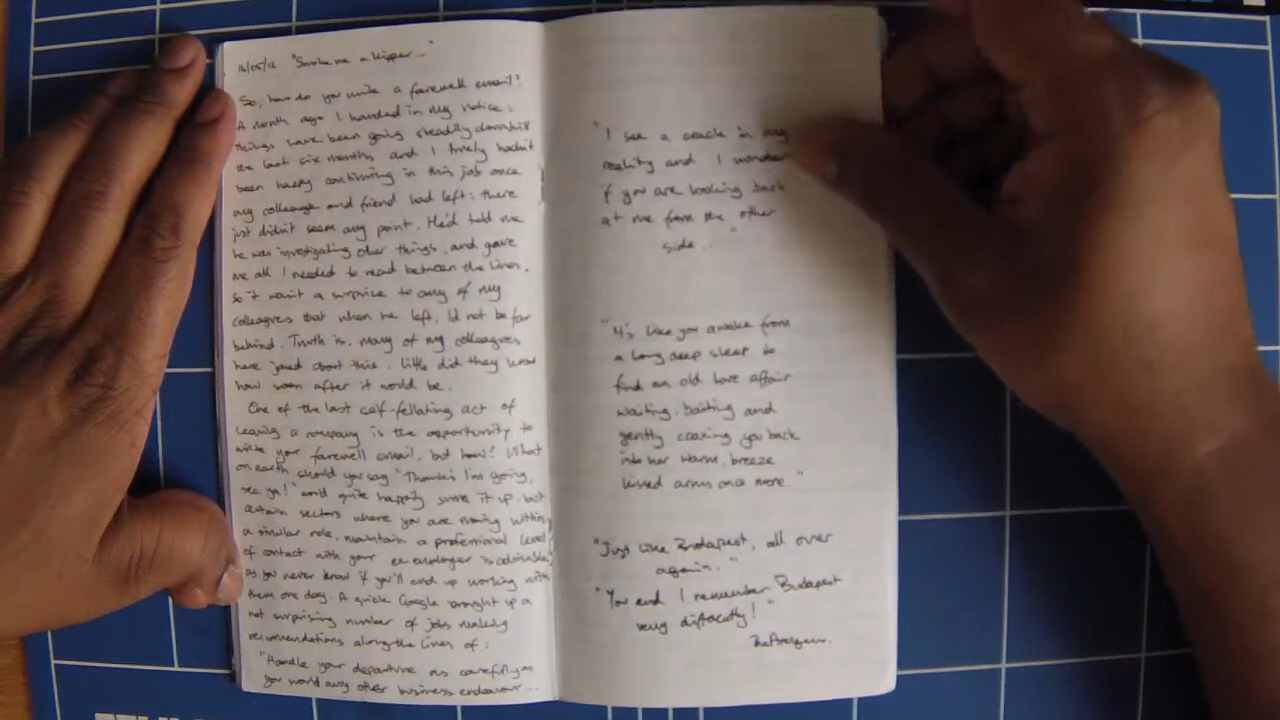 16/05/12 "Smoke me a kipper..."
So, how do you write a farewell email?
A month ago I handed in my notice:
things have been going steadily downhill
the last six months and I truly hadn't
been happy continuing in this job once
my colleague and friend had left: there
just didn't seem any point. He'd told me
he was investigating other things, and gave
me all I needed to read between the lines.
so it wasn't a surprise to any of my
colleagues that when he left, I'd not be far
behind. Truth is, many of my colleagues
have joked about this, little did they know
how soon after it would be.
One of the last self-fellating act of
leaving a company is the opportunity to
write your farewell email, but how? What
on earth should you say "Thanks I'm going,
see ya!" could quite happily sum it up, but
certain sectors where you are moving within
a similar role, maintain a professional level
of contact with your ex employer is advisable
as you never know if you'll end up working with
them one day. A quick Google brought up a
not surprising number of jobs making
recommendations along the lines of:
"Handle your departure as carefully as
you would any other business endeavour...
"I see a crack in my
reality and I wonder
if you are looking back
at me from the other
side.."
"It's like you awake from
a long deep sleep to
find an old love affair
waiting, baiting and
gently coaxing you back
into her warm, breeze
kissed arms once more."
"Just like Budapest, all over
again."
"You and I remember Budapest
very differently!"